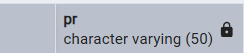 pr
character varying (50)